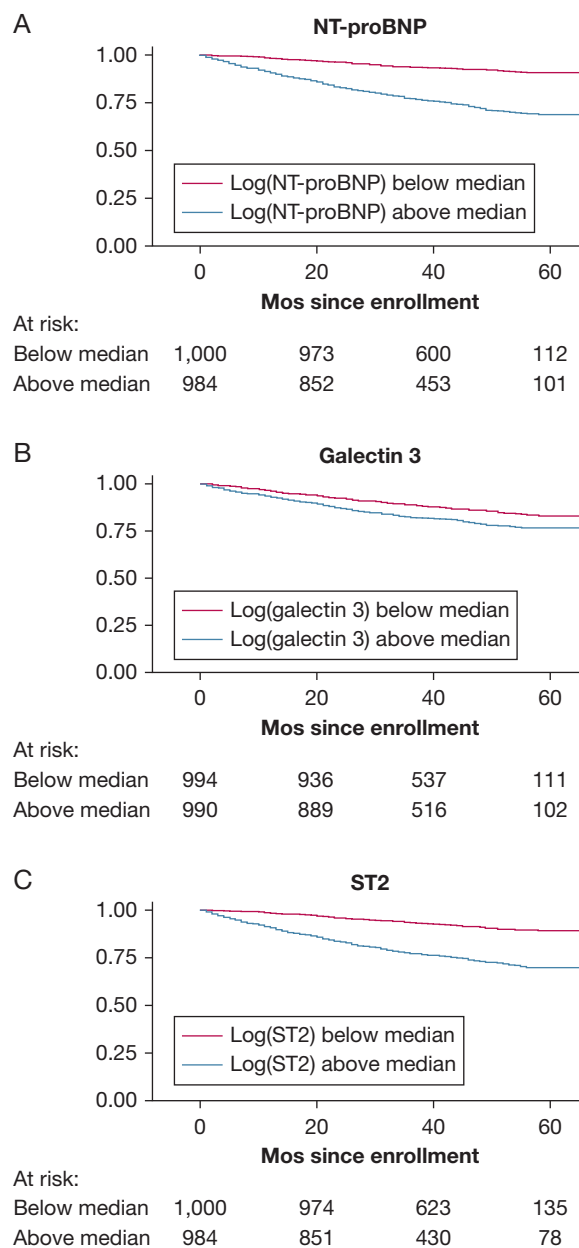 A
NT-proBNP
1.00
0.75
0.50
0.25
0.00
Log(NT-proBNP) below median
Log(NT-proBNP) above median
0 20 40 60
Mos since enrollment
At risk:
Below median 1,000 973 600 112
Above median 984 852 453 101
B
Galectin 3
1.00
0.75
0.50
0.25
0.00
Log(galectin 3) below median
Log(galectin 3) above median
0 20 40 60
Mos since enrollment
At risk:
Below median 994 936 537 111
Above median 990 889 516 102
C
ST2
1.00
0.75
0.50
0.25
0.00
Log(ST2) below median
Log(ST2) above median
0 20 40 60
Mos since enrollment
At risk:
Below median 1,000 974 623 135
Above median 984 851 430 78